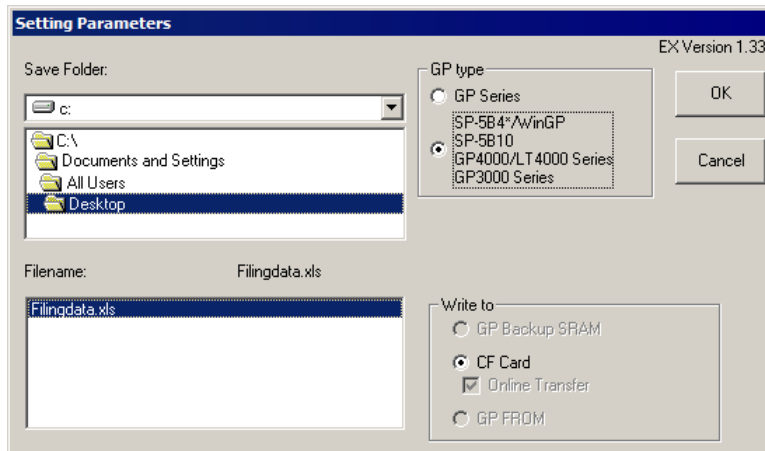 Setting Parameters
EX Version 1.33
Save Folder:
c:
C:\
Documents and Settings
All Users
Desktop
GP type
GP Series
SP-5B4*/WinGP
SP-5B10
GP4000/LT4000 Series
GP3000 Series
OK
Cancel
Filename:
Filingdata.xls
Filingdata.xls
Write to
GP Backup SRAM
CF Card
Online Transfer
GP FROM